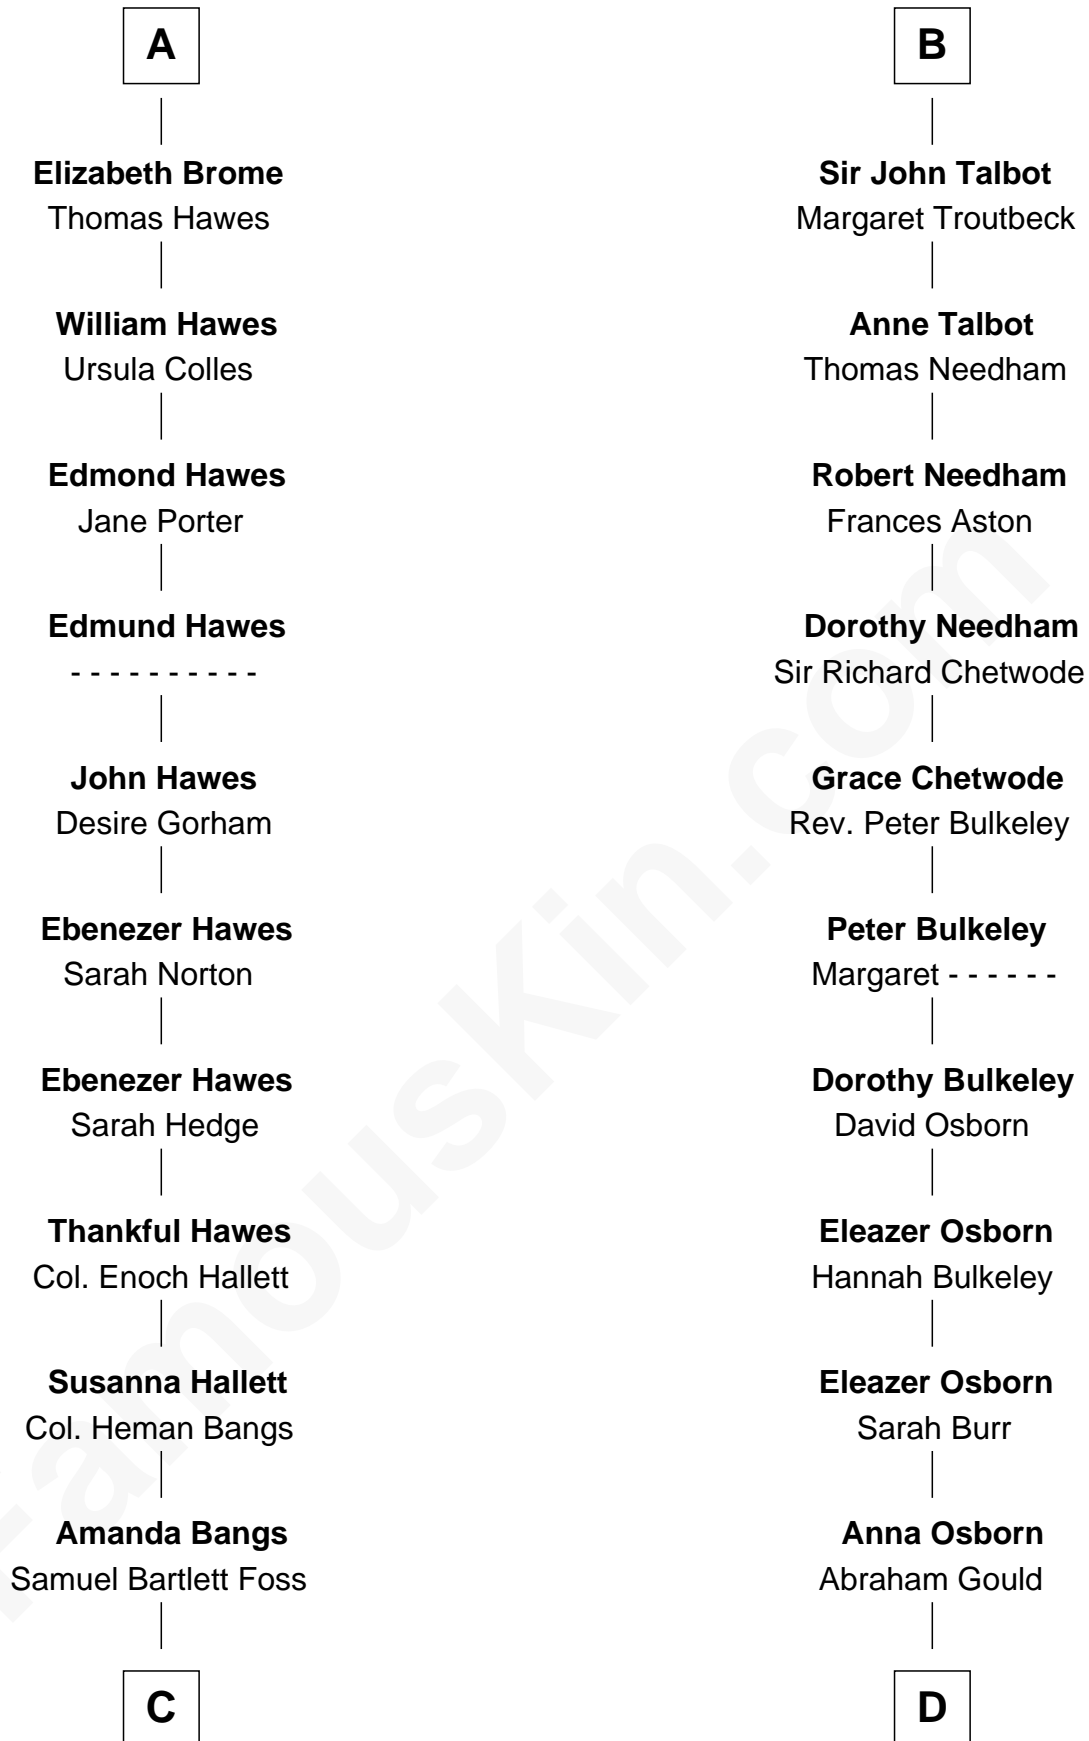 A
Elizabeth Brome
Thomas Hawes
William Hawes
Ursula Colles
Edmond Hawes
Jane Porter
Edmund Hawes
- - - - - - - - - -
John Hawes
Desire Gorham
Ebenezer Hawes
Sarah Norton
Ebenezer Hawes
Sarah Hedge
Thankful Hawes
Col. Enoch Hallett
Susanna Hallett
Col. Heman Bangs
Amanda Bangs
Samuel Bartlett Foss
C
B
Sir John Talbot
Margaret Troutbeck
Anne Talbot
Thomas Needham
Robert Needham
Frances Aston
Dorothy Needham
Sir Richard Chetwode
Grace Chetwode
Rev. Peter Bulkeley
Peter Bulkeley
Margaret - - - - - -
Dorothy Bulkeley
David Osborn
Eleazer Osborn
Hannah Bulkeley
Eleazer Osborn
Sarah Burr
Anna Osborn
Abraham Gould
D
FamousKin.com